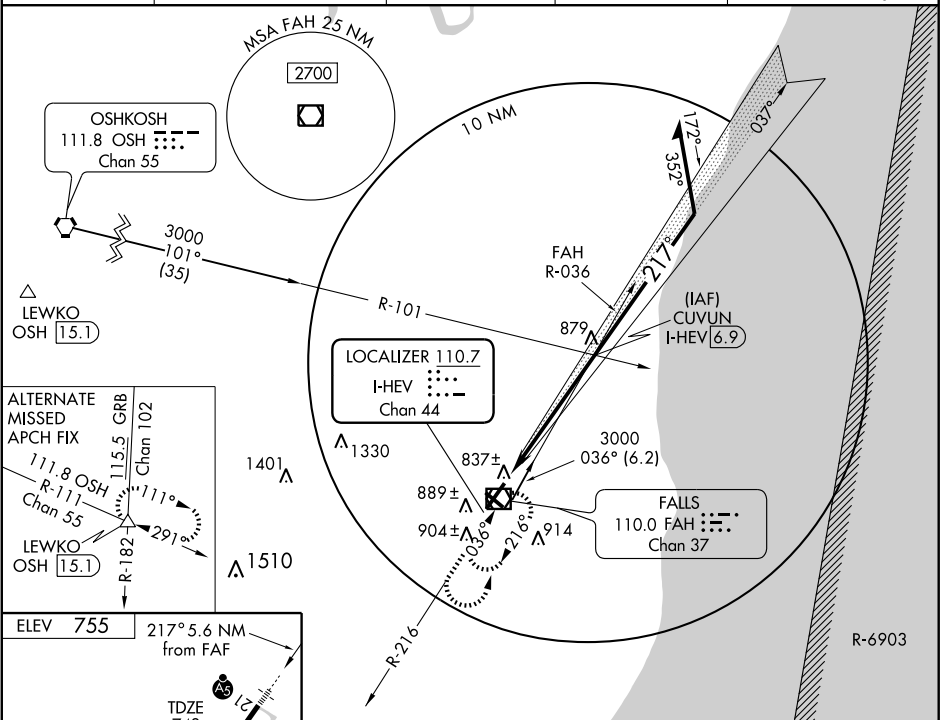 MSA FAH 25 NM
2700
OSHKOSH
111.8 OSH
Chan 55
10 NM
172°
352°
037°
3000
101°
(35)
R-101
FAH
R-036
217°
(IAF)
CUVUN
I-HEV 6.9
879
LEWKO
OSH 15.1
LOCALIZER 110.7
I-HEV
Chan 44
ALTERNATE
MISSED
APCH FIX
115.5 GRB
Chan 102
111.8 OSH
R-111
Chan 55
111°
291°
LEWKO
OSH 15.1
R-182
1401
1330
1510
837±
889±
904±
914
3000
036° (6.2)
036°
216°
FALLS
110.0 FAH
Chan 37
R-216
R-6903
ELEV 755
217° 5.6 NM
from FAF
A5
21
TDZE